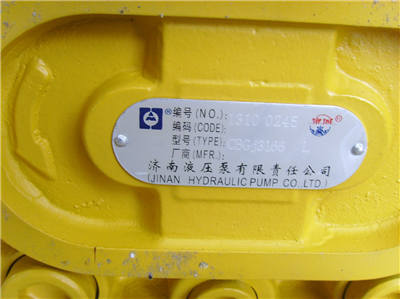 ®编号(NO.): 1310 0245
编码(CODE):
型号(TYPE): CBGj3166 L
厂商(MFR.):
济南液压泵有限责任公司
(JINAN HYDRAULIC PUMP CO.LTD.)